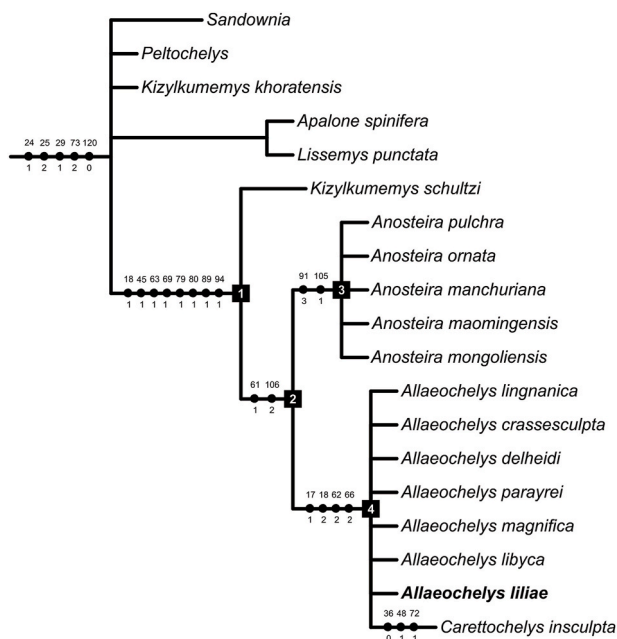 Sandownia
Peltochelys
Kizylkumemys khoratensis
Apalone spinifera
24 25 29 73 120
1 2 1 2 0
Lissemys punctata
Kizylkumemys schultzi
Anosteira pulchra
Anosteira ornata
91 105
3 1
18 45 63 69 79 80 89 94
1 1 1 1 1 1 1 1
1
3
Anosteira manchuriana
Anosteira maomingensis
Anosteira mongoliensis
61 106
1 2
2
Allaeochelys lingnanica
Allaeochelys crassesculpta
Allaeochelys delheidi
Allaeochelys parayrei
17 18 62 66
1 2 2 2
4
Allaeochelys magnifica
Allaeochelys libyca
Allaeochelys liliae
36 48 72
0 1 1
Carettochelys insculpta